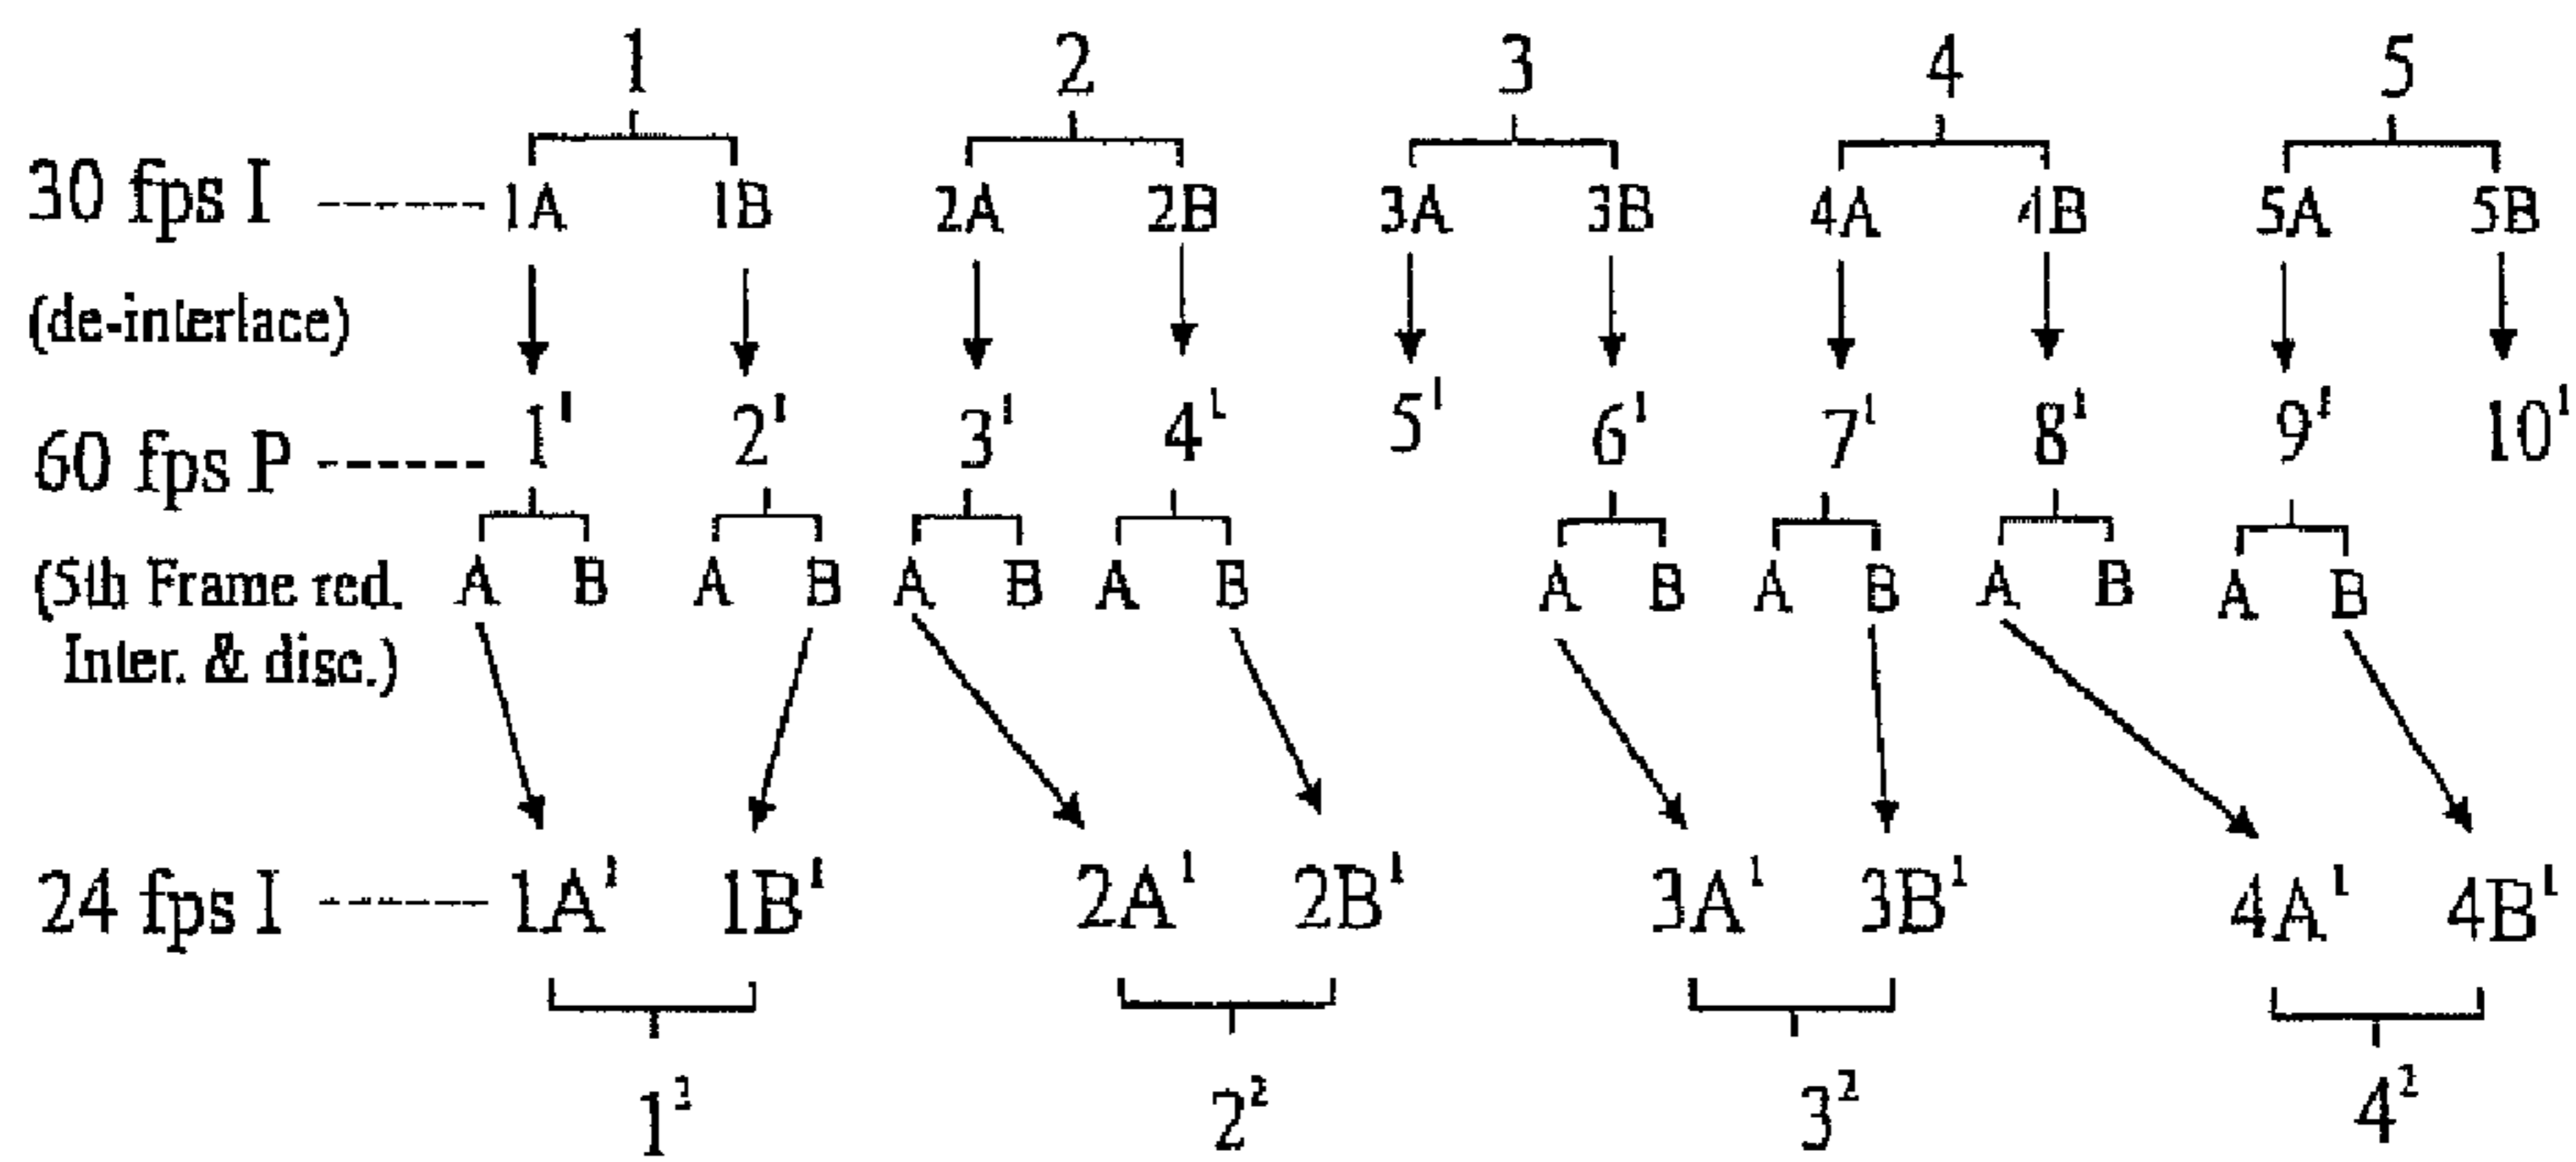 1 2 3 4 5
30 fps I ------ 1A 1B 2A 2B 3A 3B 4A 4B 5A 5B
(de-interlace)
60 fps P ------ 1¹ 2¹ 3¹ 4¹ 5¹ 6¹ 7¹ 8¹ 9¹ 10¹
(5th Frame red. A B A B A B A B A B A B A B A B
Inter. & disc.)
24 fps I ------ 1A¹ 1B¹ 2A¹ 2B¹ 3A¹ 3B¹ 4A¹ 4B¹
1² 2² 3² 4²